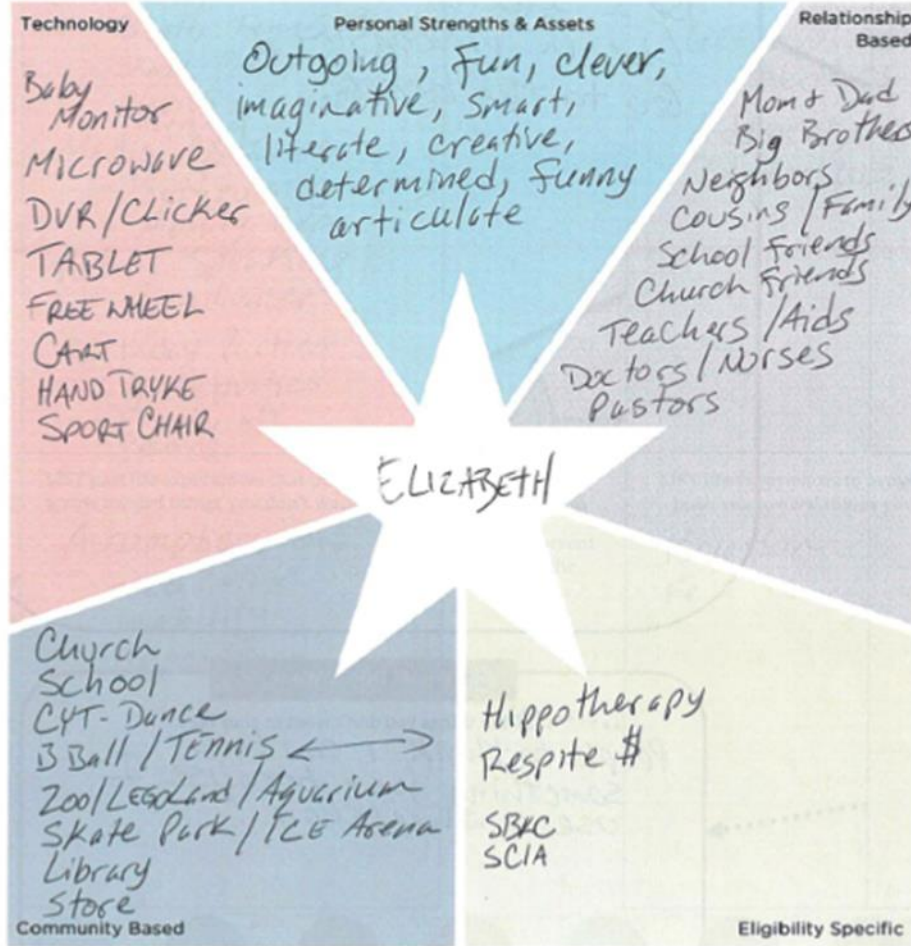 Technology
Baby
Monitor
MICROWAVE
DVR/Clicker
TABLET
FREE WHEEL
CART
HAND TRYKE
SPORT CHAIR
Personal Strengths & Assets
Outgoing, Fun, clever,
imaginative, Smart,
literate, creative,
determined, funny
articulate
Relationship
Based
Mom & Dad
Big Brothers
Neighbors
Cousins / Family
School friends
Church friends
Teachers / Aids
Doctors / Nurses
Pastors
ELIZABETH
Church
School
CYT-Dance
B Ball / TENNIS
Zoo/LEGOLand/Aquarium
Skate Park / ICE Arena
Library
Store
Community Based
Hippotherapy
Respite $
SBKC
SCIA
Eligibility Specific